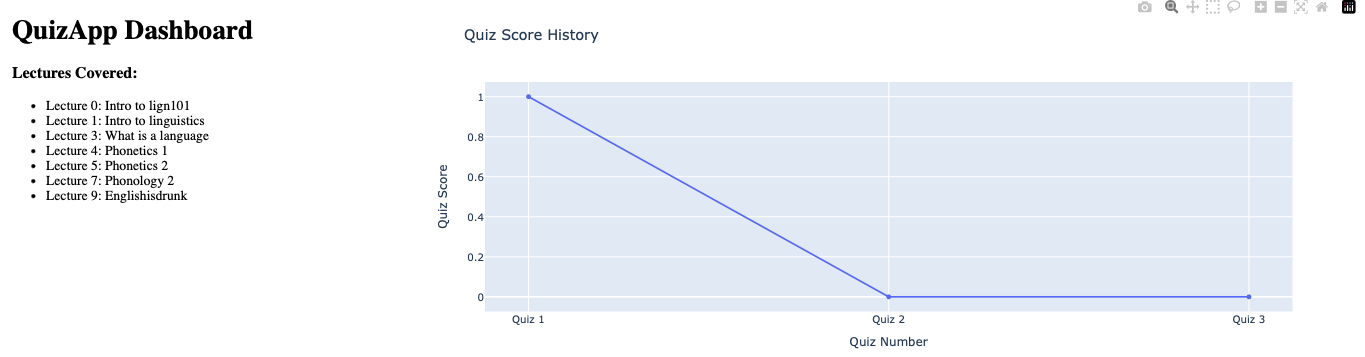 QuizApp Dashboard
Lectures Covered:
• Lecture 0: Intro to lign101
• Lecture 1: Intro to linguistics
• Lecture 3: What is a language
• Lecture 4: Phonetics 1
• Lecture 5: Phonetics 2
• Lecture 7: Phonology 2
• Lecture 9: Englishisdrunk
Quiz Score History
Quiz Score
1
0.8
0.6
0.4
0.2
0
Quiz 1 Quiz 2 Quiz 3
Quiz Number